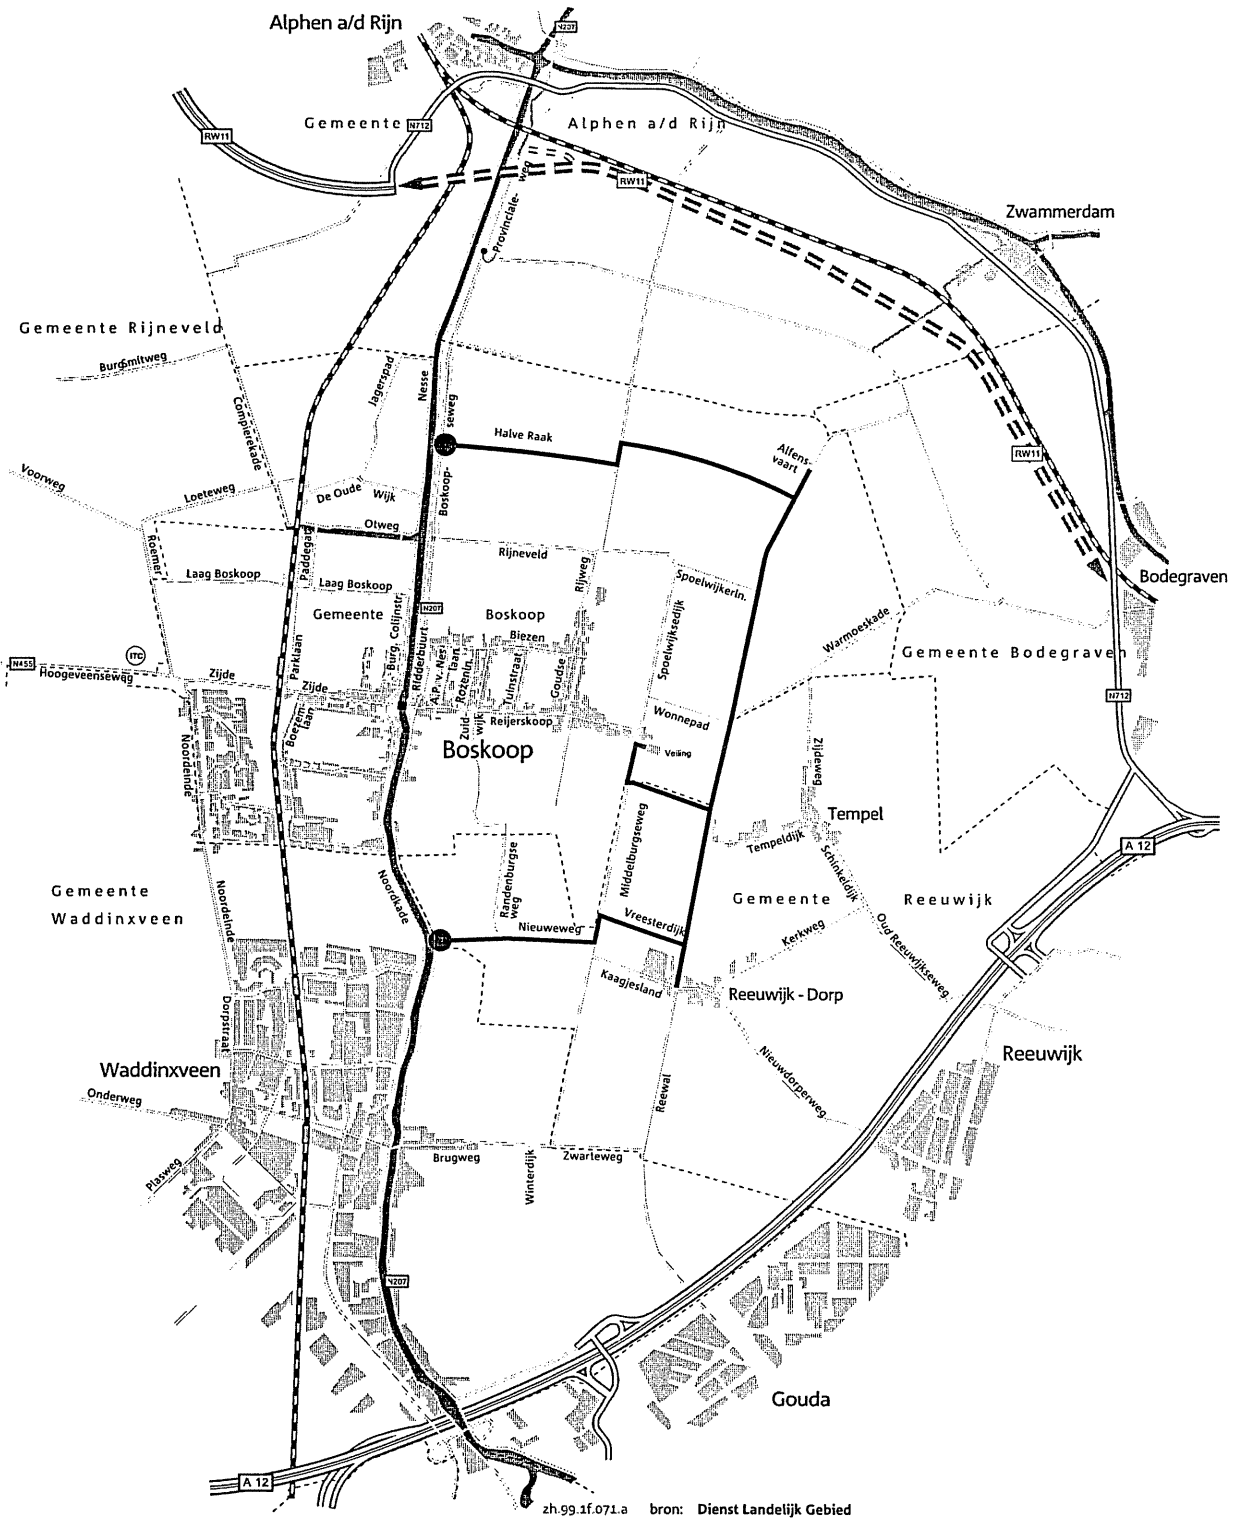 N207
Alphen a/d Rijn
Gemeente
N712
Alphen a/d Rijn
RW11
RW11
Provinciale-
weg
Zwammerdam
Gemeente Rijneveld
BurgSmitweg
Jagerspad
Nesse
Compierekade
seweg
Halve Raak
Alfens-
vaart
RW11
Voorweg
Loeteweg
De Oude
Wijk
Boskoop-
Otweg
Roemer
Paddegat
Rijneveld
Rijweg
Laag Boskoop
Laag Boskoop
Spoelwijkerln.
Bodegraven
Gemeente
Boskoop
N207
Burg. Colijnstr.
Ridderbuurt
Biezen
Spoelwijksedijk
Warmoeskade
Gemeente Bodegraven
ITC
N455
Hoogeveenseweg
Zijde
Parklaan
Zijde
A.P. v. Nes
laan
Rozenln.
Tuinstraat
Goudse
N712
Boezem-
laan
Zuid-
wijk
Reijerskoop
Wonnepad
Boskoop
Veiling
Noordeinde
Zijdeweg
Tempel
Tempeldijk
Middelburgseweg
Schinkeldijk
A 12
Randenburgse
weg
Noordkade
Gemeente
Waddinxveen
Noordeinde
Gemeente
Reeuwijk
Vreesterdijk
Nieuweweg
Kerkweg
Oud Reeuwijkseweg
Kaagjesland
Reeuwijk - Dorp
Dorpstraat
Nieuwdorperweg
Reeuwijk
Waddinxveen
Onderweg
Reewal
Plasweg
Brugweg
Winterdijk
Zwarteweg
N207
Gouda
A 12
zh.99.1f.071.a bron: Dienst Landelijk Gebied